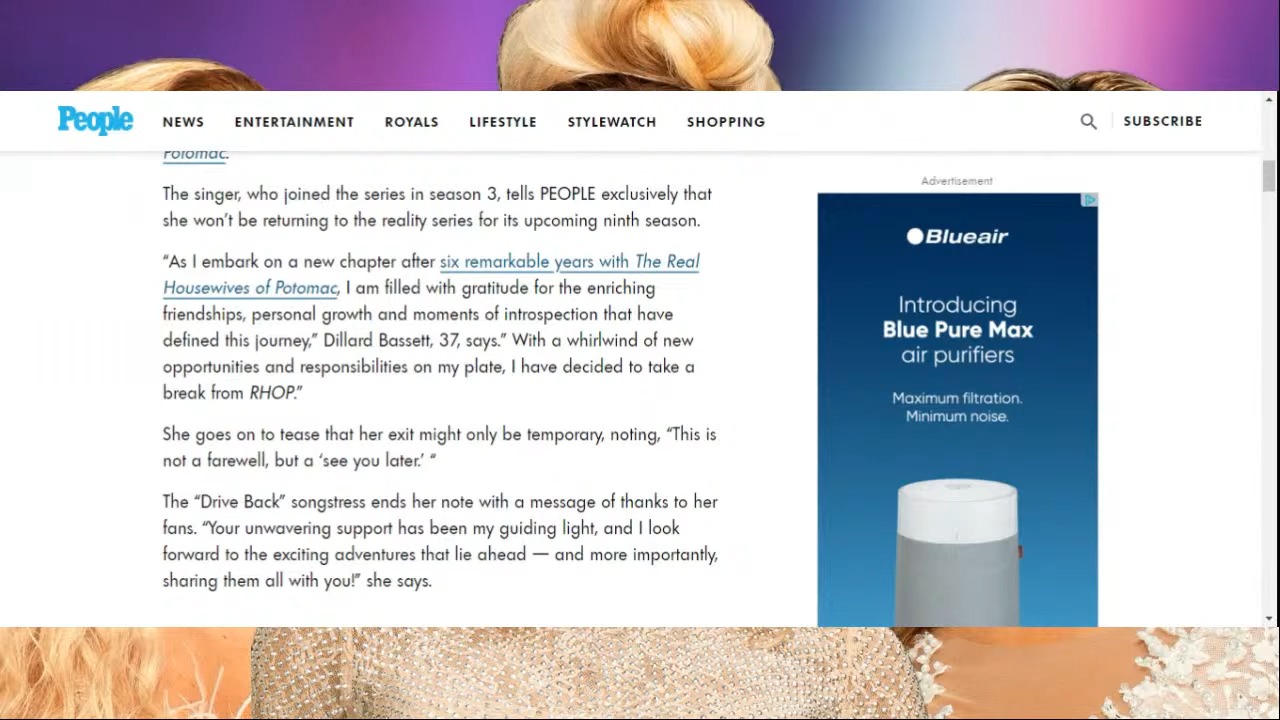 People
NEWS ENTERTAINMENT ROYALS LIFESTYLE STYLEWATCH SHOPPING
SUBSCRIBE
Potomac.
The singer, who joined the series in season 3, tells PEOPLE exclusively that
she won’t be returning to the reality series for its upcoming ninth season.
“As I embark on a new chapter after six remarkable years with The Real
Housewives of Potomac, I am filled with gratitude for the enriching
friendships, personal growth and moments of introspection that have
defined this journey,” Dillard Bassett, 37, says.” With a whirlwind of new
opportunities and responsibilities on my plate, I have decided to take a
break from RHOP.”
She goes on to tease that her exit might only be temporary, noting, “This is
not a farewell, but a ‘see you later.’ “
The “Drive Back” songstress ends her note with a message of thanks to her
fans. “Your unwavering support has been my guiding light, and I look
forward to the exciting adventures that lie ahead — and more importantly,
sharing them all with you!” she says.
Advertisement
Blueair
Introducing
Blue Pure Max
air purifiers
Maximum filtration.
Minimum noise.